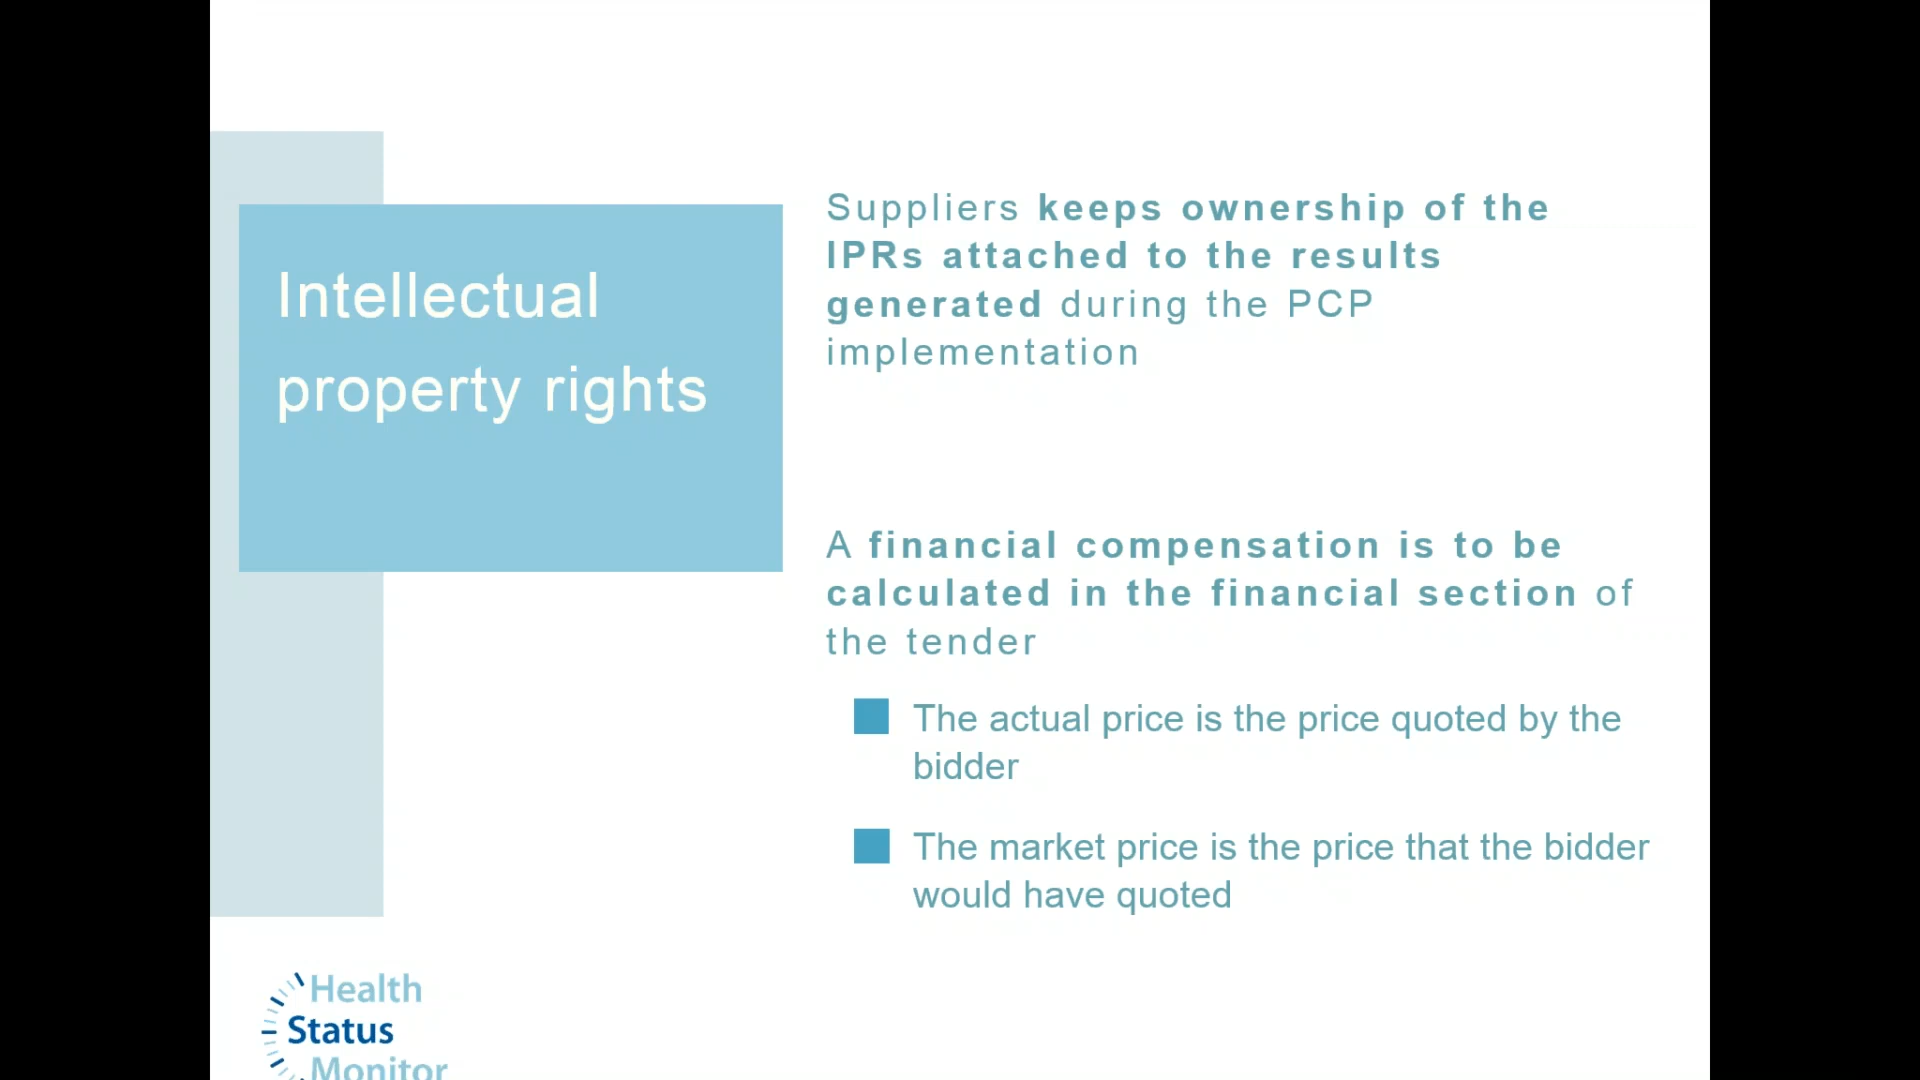 Intellectual
property rights
Suppliers keeps ownership of the
IPRs attached to the results
generated during the PCP
implementation
A financial compensation is to be
calculated in the financial section of
the tender
The actual price is the price quoted by the
bidder
The market price is the price that the bidder
would have quoted
Health
Status
Monitor